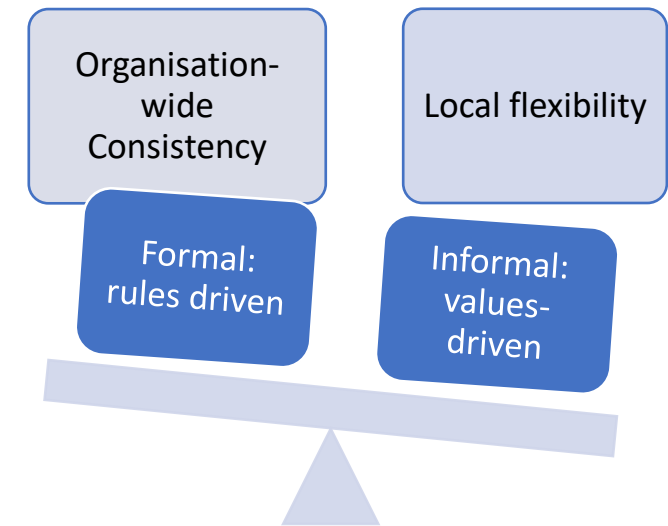 Organisation-
wide
Consistency
Local flexibility
Formal:
rules driven
Informal:
values-
driven